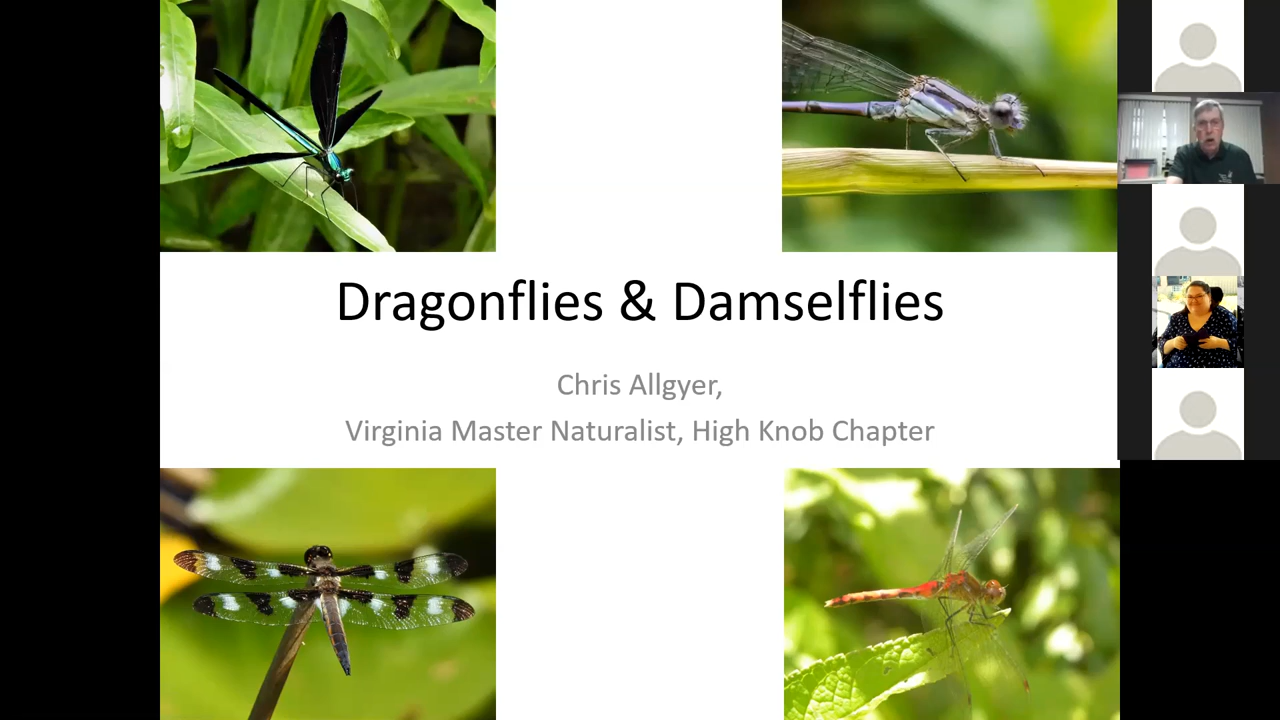 Dragonflies & Damselflies
Chris Allgyer,
Virginia Master Naturalist, High Knob Chapter